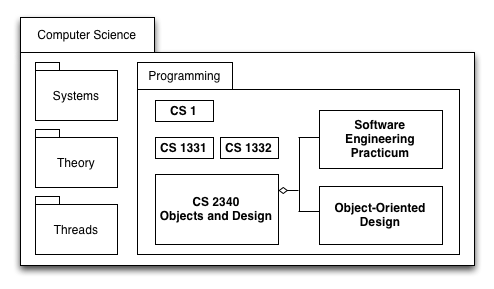 Computer Science
Systems
Theory
Threads
Programming
CS 1
CS 1331
CS 1332
CS 2340
Objects and Design
Software
Engineering
Practicum
Object-Oriented
Design